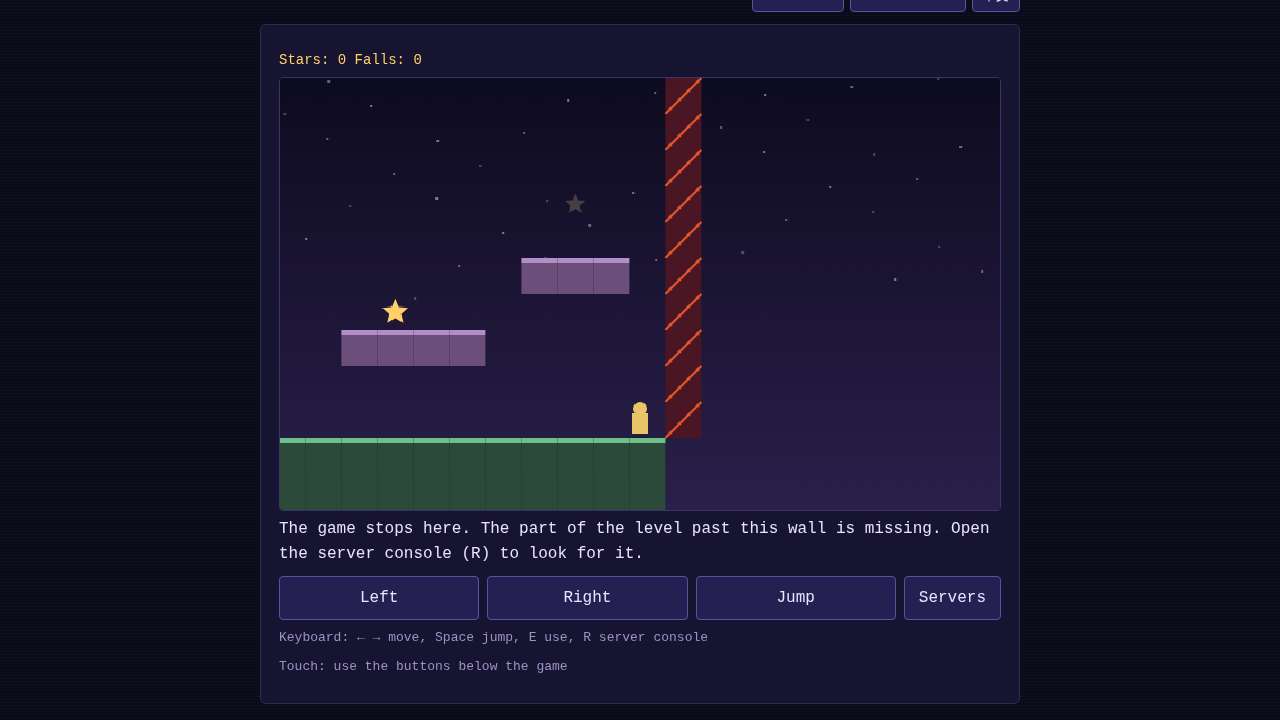 Stars: 0 Falls: 0
The game stops here. The part of the level past this wall is missing. Open
the server console (R) to look for it.
Left Right Jump Servers
Keyboard: ← → move, Space jump, E use, R server console
Touch: use the buttons below the game